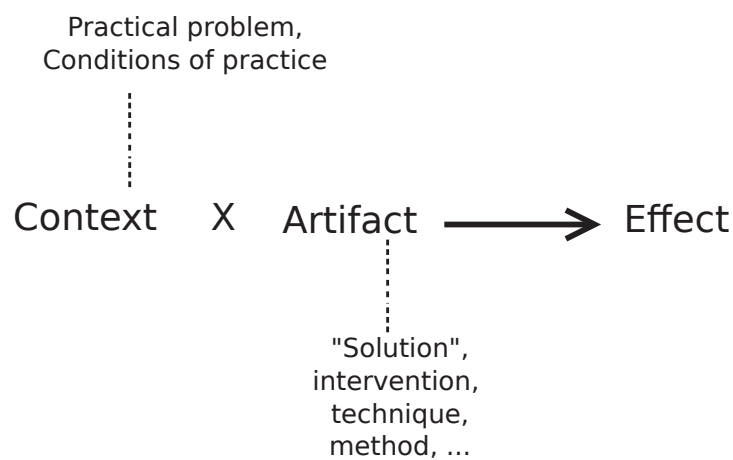 Practical problem,
Conditions of practice
Context X Artifact Effect
"Solution",
intervention,
technique,
method, ...